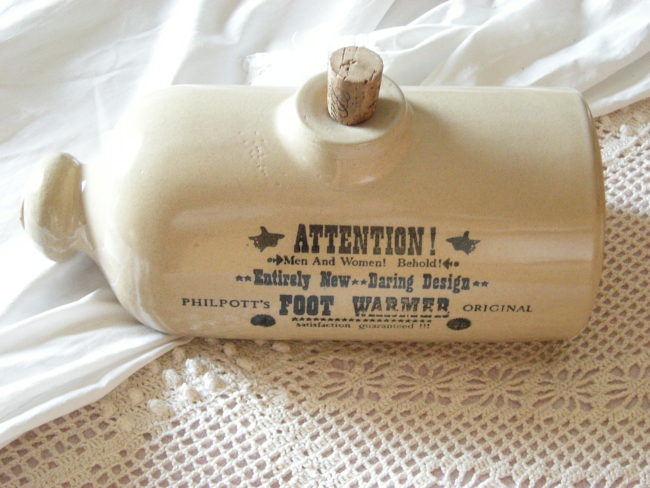 ATTENTION!
Men And Women! Behold!
Entirely New Daring Design
PHILPOTT'S FOOT WARMER ORIGINAL
satisfaction guaranteed !!!